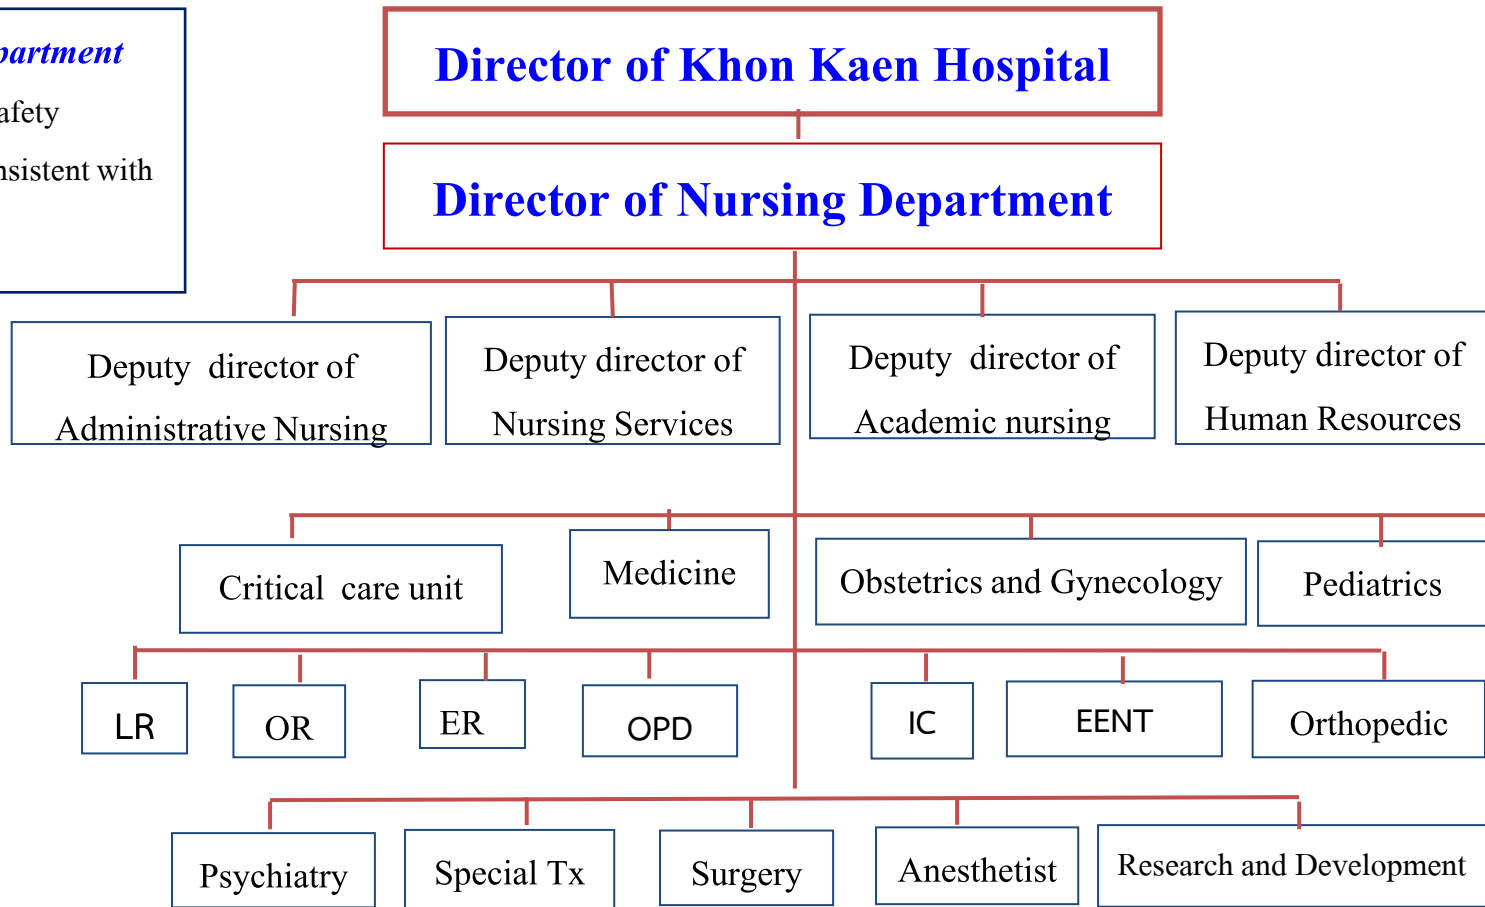 Director of Khon Kaen Hospital
afety
nsistent with
Director of Nursing Department
Deputy director of
Administrative Nursing
Deputy director of
Nursing Services
Deputy director of
Academic nursing
Deputy director of
Human Resources
Critical care unit
Medicine
Obstetrics and Gynecology
Pediatrics
LR
OR
ER
OPD
IC
EENT
Orthopedic
Psychiatry
Special Tx
Surgery
Anesthetist
Research and Development